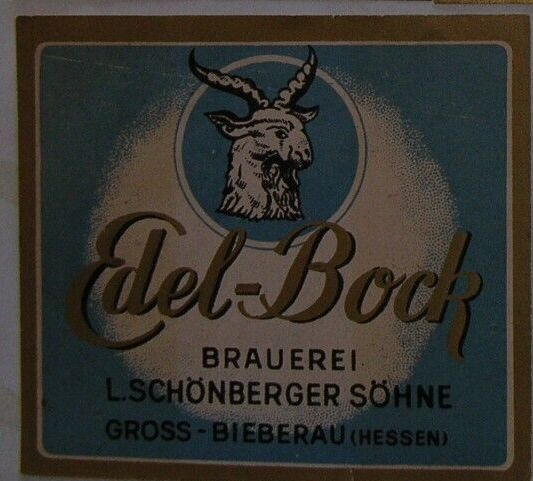 Edel-Bock
BRAUEREI
L. SCHÖNBERGER SÖHNE
GROSS-BIEBERAU (HESSEN)